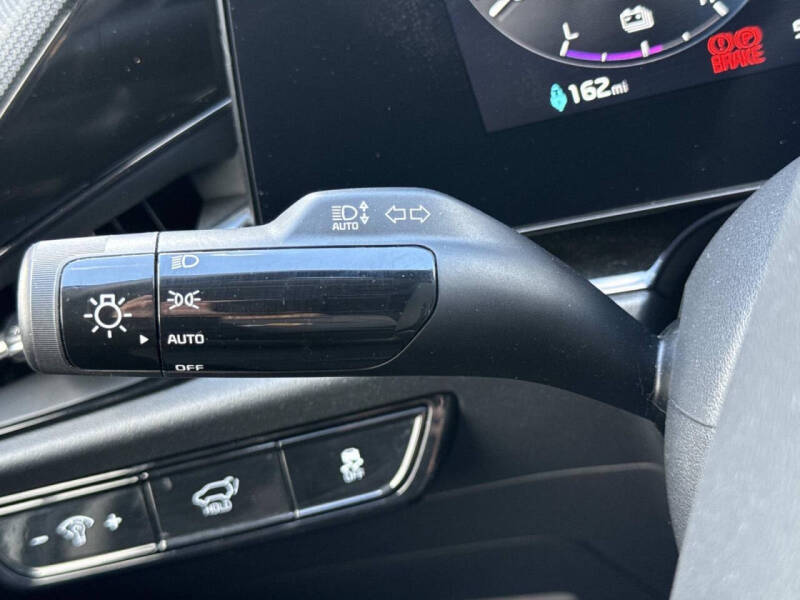 L
162mi
BRAKE
AUTO
AUTO
OFF
HOLD
OFF
- +